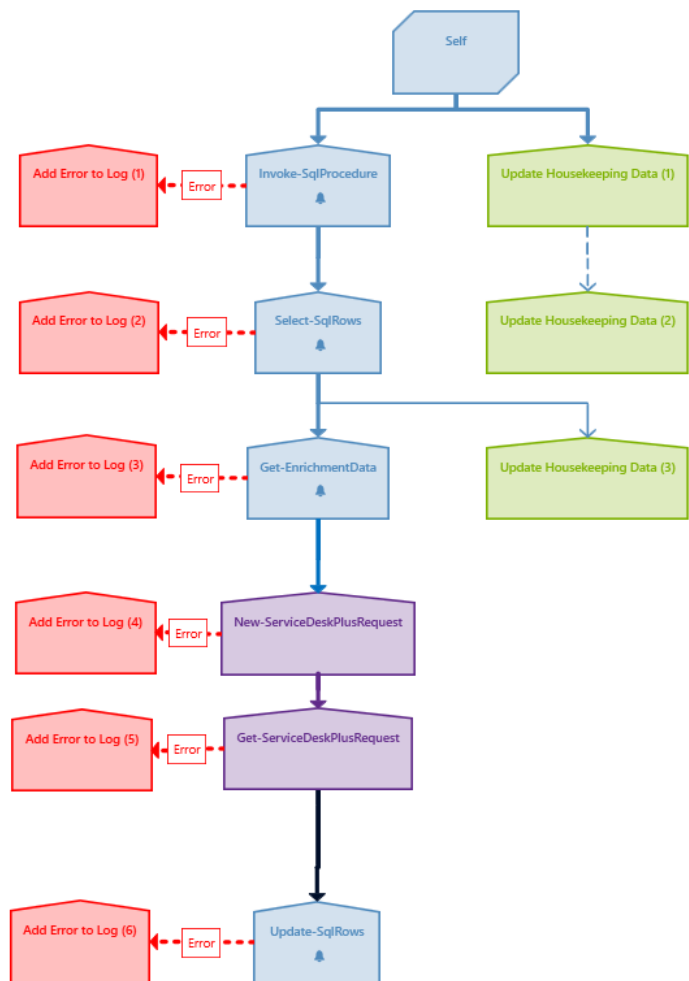 Self
Add Error to Log (1)
Error
Invoke-SqlProcedure
Update Housekeeping Data (1)
Add Error to Log (2)
Error
Select-SqlRows
Update Housekeeping Data (2)
Add Error to Log (3)
Error
Get-EnrichmentData
Update Housekeeping Data (3)
Add Error to Log (4)
Error
New-ServiceDeskPlusRequest
Add Error to Log (5)
Error
Get-ServiceDeskPlusRequest
Add Error to Log (6)
Error
Update-SqlRows